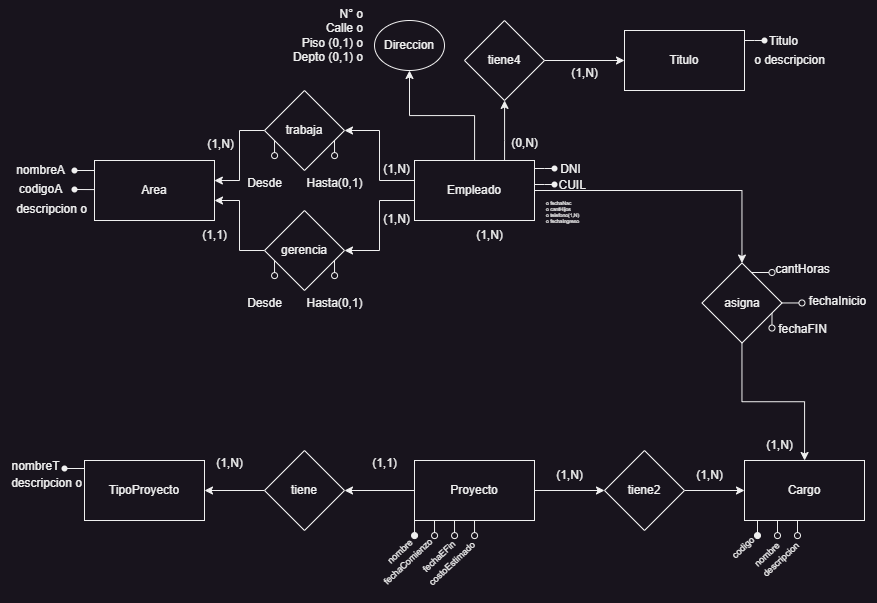 N° o
Calle o
Piso (0,1) o
Depto (0,1) o
Direccion
tiene4
(1,N)
Titulo
Titulo
o descripcion
(0,N)
trabaja
(1,N)
Desde
Hasta(0,1)
(1,N)
nombreA
codigoA
descripcion o
Area
Empleado
DNI
CUIL
o fechaNac
o cantHijos
o telefono(1,N)
o fechaIngreso
(1,N)
(1,N)
(1,1)
gerencia
Desde
Hasta(0,1)
cantHoras
asigna
fechaInicio
fechaFIN
(1,N)
nombreT
descripcion o
TipoProyecto
(1,N)
tiene
(1,1)
Proyecto
(1,N)
tiene2
(1,N)
Cargo
nombre
fechaComienzo
fechaEFin
costoEstimado
codigo
nombre
descripcion